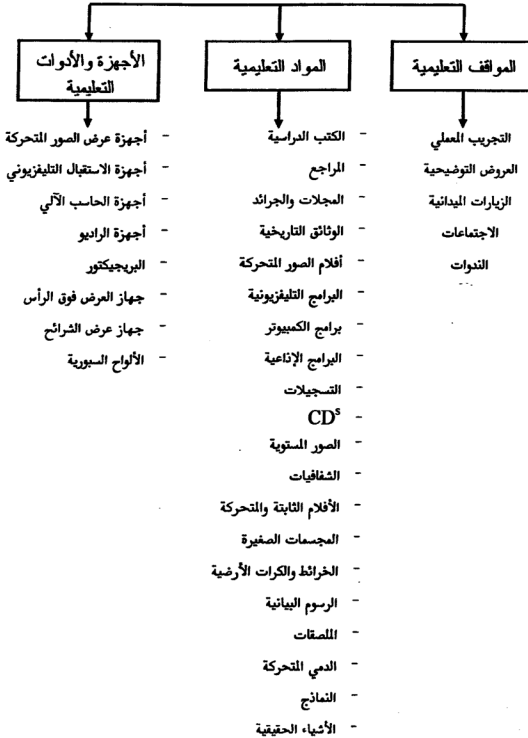 المواقف التعليمية
التجريب المعملي
العروض التوضيحية
الزيارات الميدانية
الاجتماعات
الندوات
المواد التعليمية
- الكتب الدراسية
- المراجع
- المجلات والجرائد
- الوثائق التاريخية
- أفلام الصور المتحركة
- البرامج التليفزيونية
- برامج الكمبيوتر
- البرامج الإذاعية
- التسجيلات
- CDs
- الصور المستوية
- الشفافيات
- الأفلام الثابتة والمتحركة
- المجسمات الصغيرة
- الخرائط والكرات الأرضية
- الرسوم البيانية
- الملصقات
- الدمي المتحركة
- النماذج
- الأشياء الحقيقية
الأجهزة والأدوات
التعليمية
- أجهزة عرض الصور المتحركة
- أجهزة الاستقبال التليفزيوني
- أجهزة الحاسب الآلي
- أجهزة الراديو
- البريجيكتور
- جهاز العرض فوق الرأس
- جهاز عرض الشرائح
- الألواح السبورية